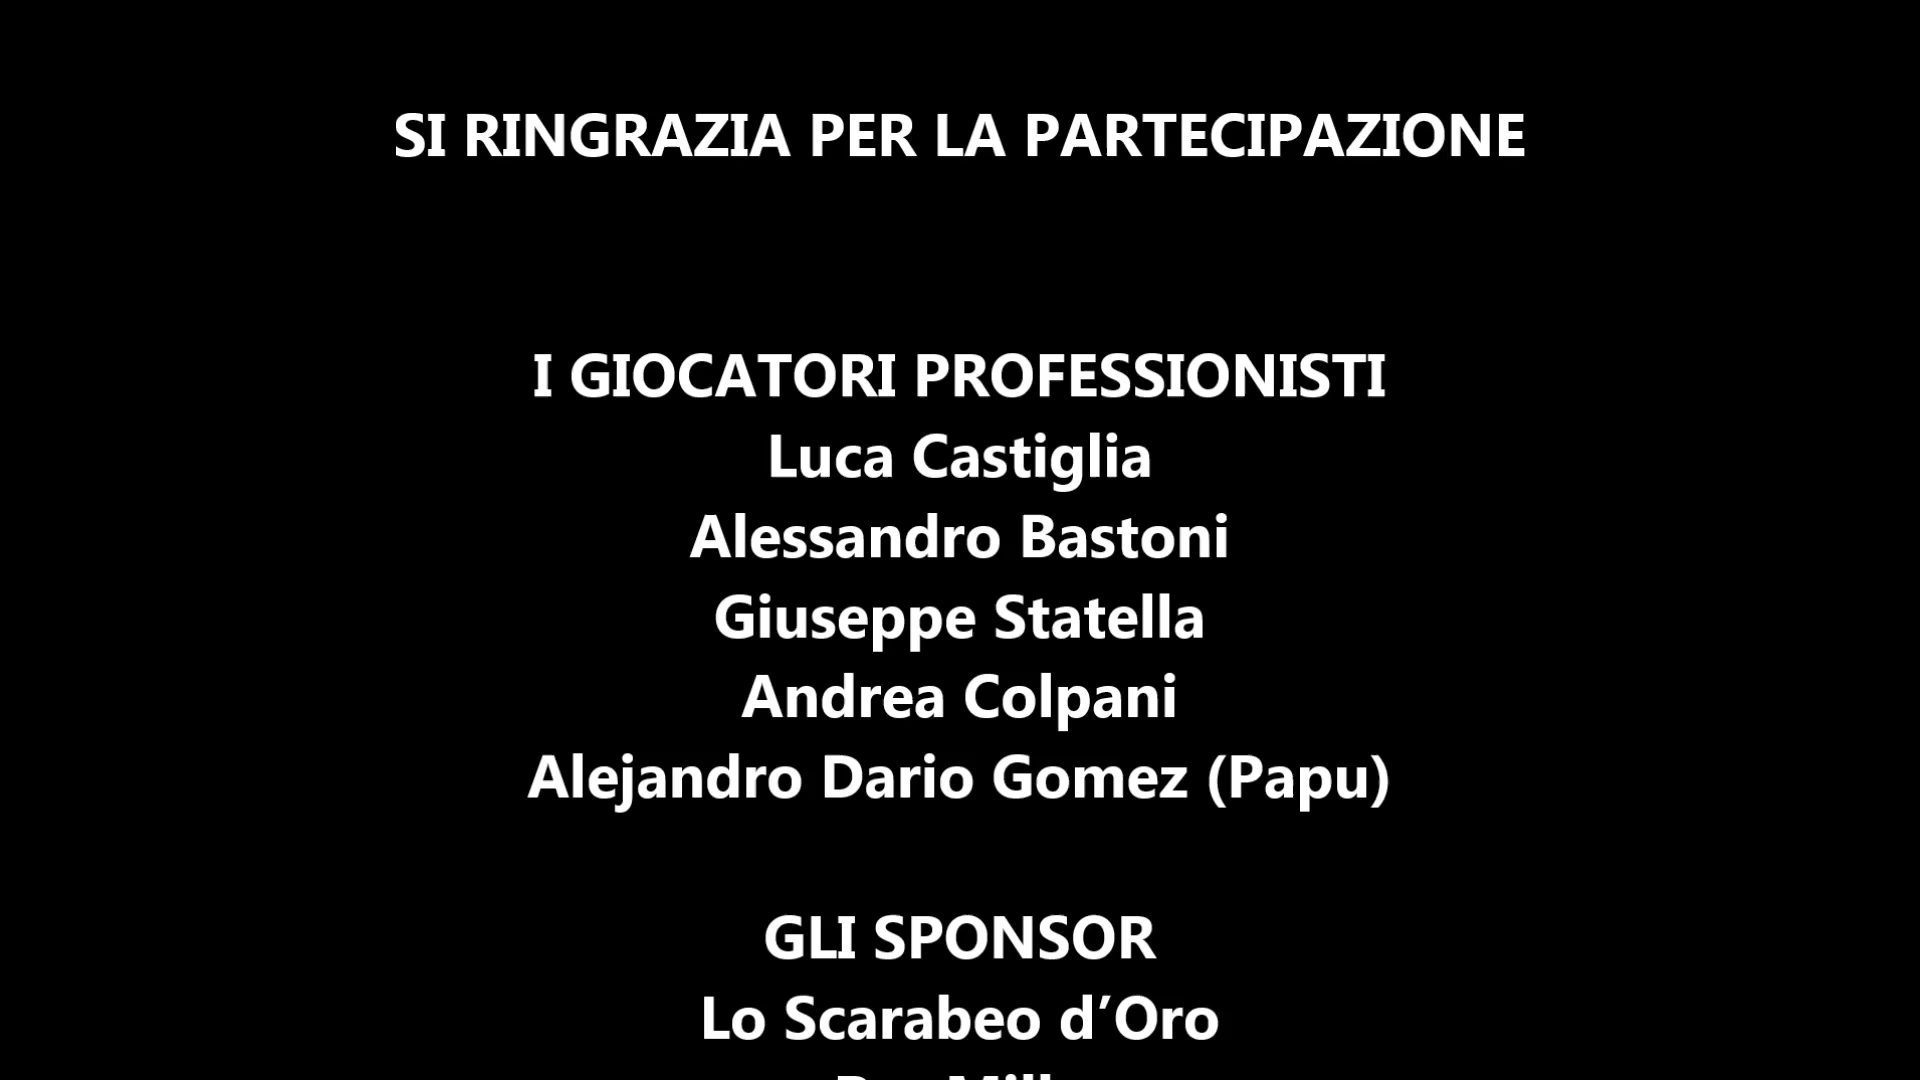 SI RINGRAZIA PER LA PARTECIPAZIONE
I GIOCATORI PROFESSIONISTI
Luca Castiglia
Alessandro Bastoni
Giuseppe Statella
Andrea Colpani
Alejandro Dario Gomez (Papu)
GLI SPONSOR
Lo Scarabeo d’Oro